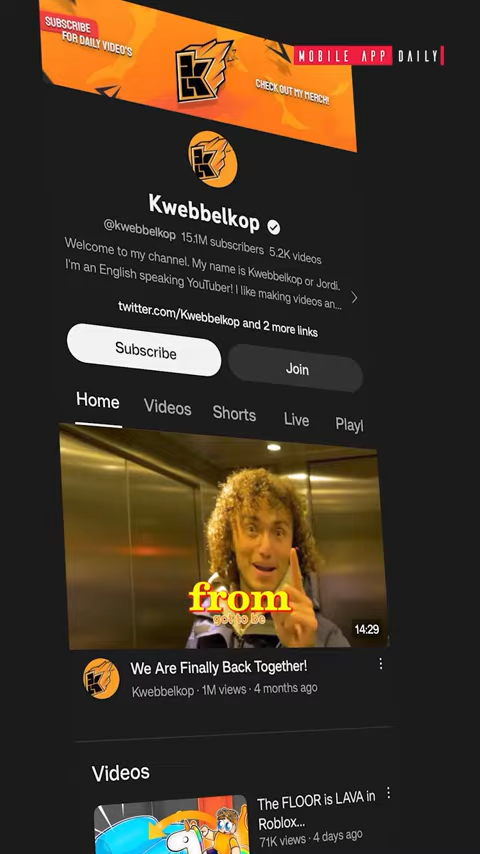 SUBSCRIBE
FOR DAILY VIDEO'S
MOBILE APP DAILY
CHECK OUT MY MERCH!
Kwebbelkop
@kwebbelkop 15.1M subscribers 5.2K videos
Welcome to my channel. My name is Kwebbelkop or Jordi.
I'm an English speaking YouTuber! I like making videos an...
twitter.com/Kwebbelkop and 2 more links
Subscribe
Join
Home Videos Shorts Live Playl
from
got to be
14:29
We Are Finally Back Together!
Kwebbelkop · 1M views · 4 months ago
Videos
The FLOOR is LAVA in
Roblox...
71K views · 4 days ago